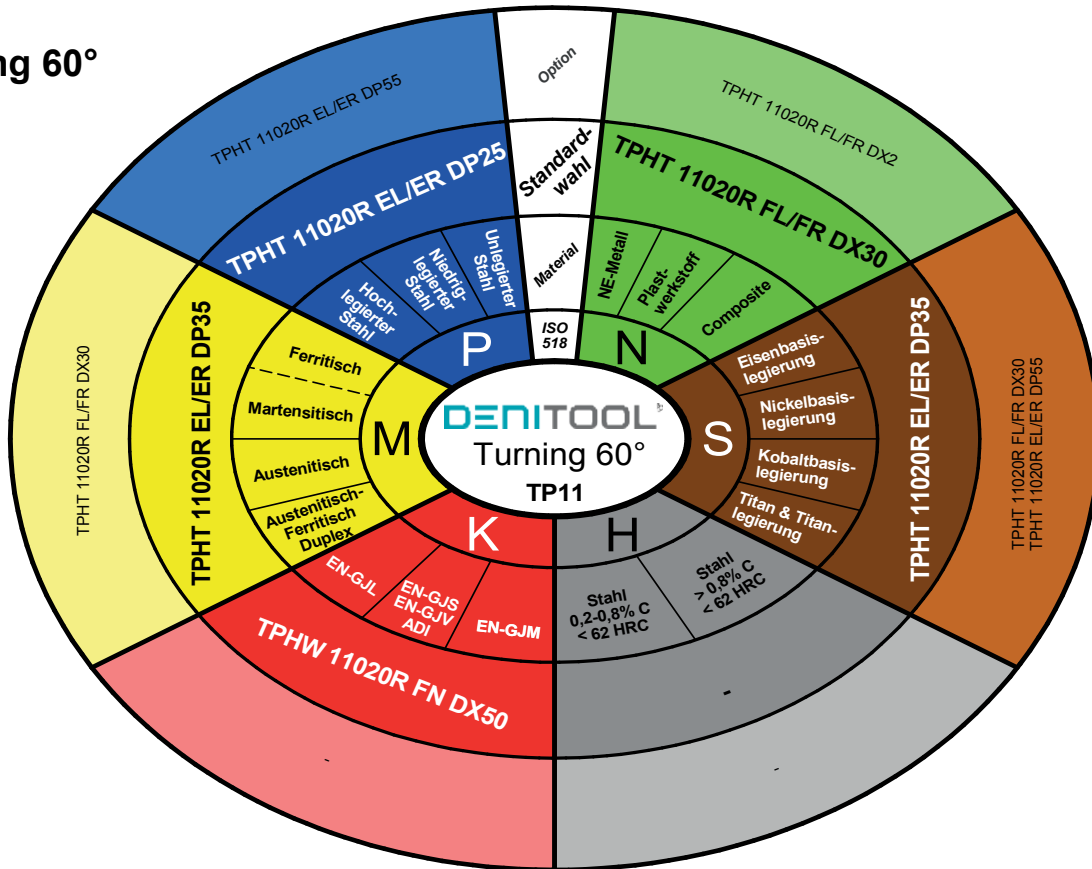 ng 60°
Option
Standard-
wahl
Material
ISO
518
TPHT 11020R EL/ER DP55
TPHT 11020R EL/ER DP25
Hoch-
legierter
Stahl
Niedrig-
legierter
Stahl
Unlegierter
Stahl
P
TPHT 11020R FL/FR DX2
TPHT 11020R FL/FR DX30
NE-Metall
Plast-
werkstoff
Composite
N
TPHT 11020R FL/FR DX30
TPHT 11020R EL/ER DP35
Ferritisch
Martensitisch
Austenitisch
Austenitisch-
Ferritisch
Duplex
M
DENITOOL
Turning 60°
TP11
S
Eisenbasis-
legierung
Nickelbasis-
legierung
Kobaltbasis-
legierung
Titan & Titan-
legierung
TPHT 11020R EL/ER DP35
TPHT 11020R FL/FR DX30
TPHT 11020R EL/ER DP55
K
EN-GJL
EN-GJS
EN-GJV
ADI
EN-GJM
TPHW 11020R FN DX50
-
H
Stahl
0,2-0,8% C
< 62 HRC
Stahl
> 0,8% C
< 62 HRC
-
-